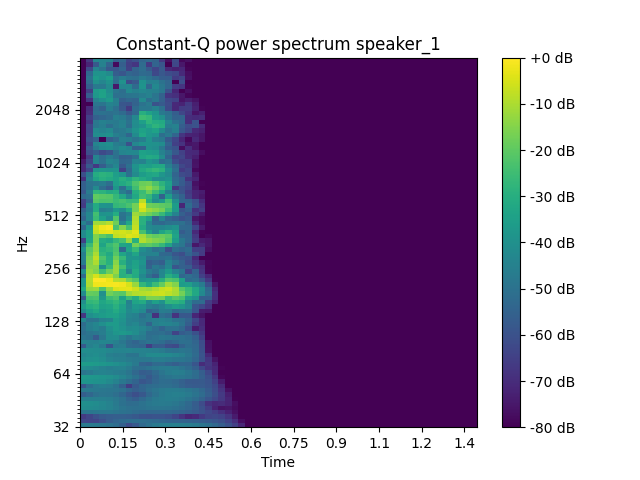 Constant-Q power spectrum speaker_1
Hz
2048
1024
512
256
128
64
32
0 0.15 0.3 0.45 0.6 0.75 0.9 1.1 1.2 1.4
Time
+0 dB
-10 dB
-20 dB
-30 dB
-40 dB
-50 dB
-60 dB
-70 dB
-80 dB